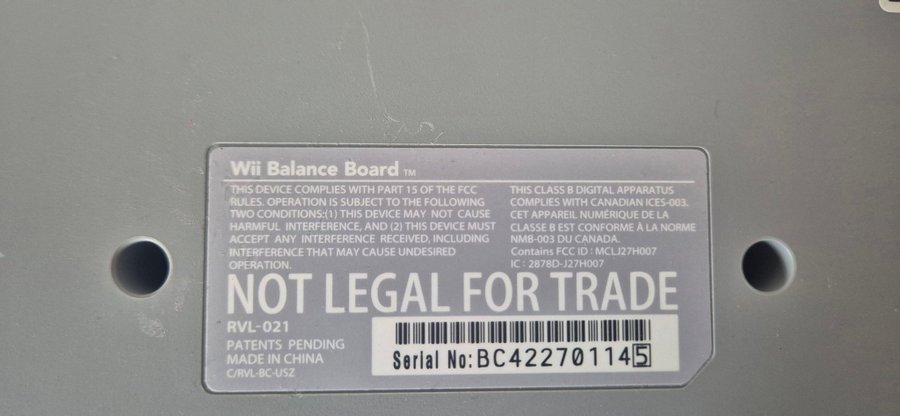 Wii Balance Board ™
THIS DEVICE COMPLIES WITH PART 15 OF THE FCC
RULES. OPERATION IS SUBJECT TO THE FOLLOWING
TWO CONDITIONS:(1) THIS DEVICE MAY NOT CAUSE
HARMFUL INTERFERENCE, AND (2) THIS DEVICE MUST
ACCEPT ANY INTERFERENCE RECEIVED, INCLUDING
INTERFERENCE THAT MAY CAUSE UNDESIRED
OPERATION.
THIS CLASS B DIGITAL APPARATUS
COMPLIES WITH CANADIAN ICES-003.
CET APPAREIL NUMÉRIQUE DE LA
CLASSE B EST CONFORME À LA NORME
NMB-003 DU CANADA.
Contains FCC ID : MCLJ27H007
IC : 2878D-J27H007
NOT LEGAL FOR TRADE
RVL-021
PATENTS PENDING
MADE IN CHINA
C/RVL-BC-USZ
Serial No:BC422701145